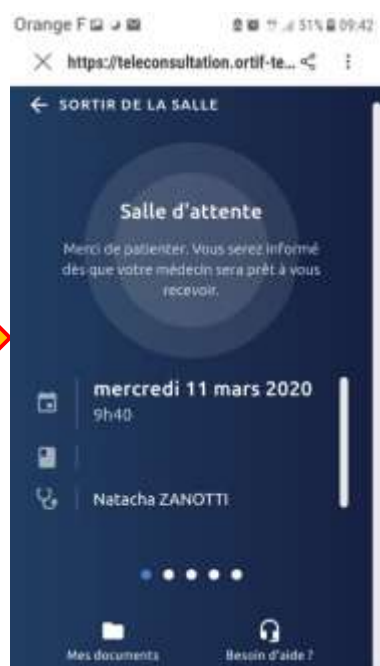 Orange F 51% 09:42
https://teleconsultation.ortif-te...
SORTIR DE LA SALLE
Salle d'attente
Merci de patienter. Vous serez informé
dès que votre médecin sera prêt à vous
recevoir.
mercredi 11 mars 2020
9h40
Natacha ZANOTTI
Mes documents Besoin d'aide ?